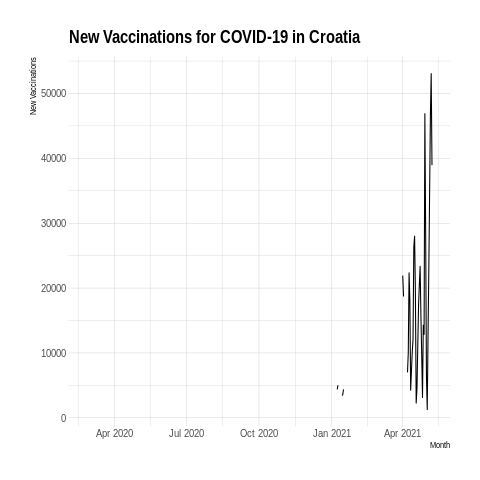 New Vaccinations for COVID-19 in Croatia
New Vaccinations
50000
40000
30000
20000
10000
0
Apr 2020 Jul 2020 Oct 2020 Jan 2021 Apr 2021
Month